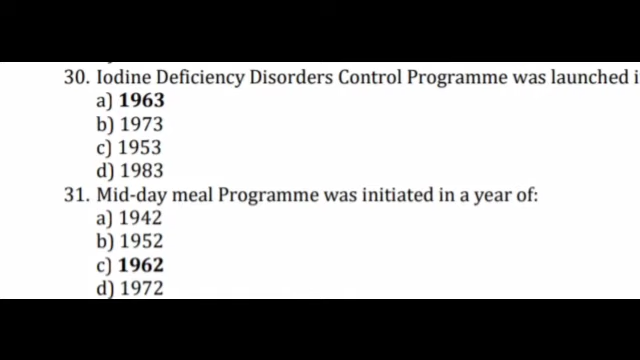 30. Iodine Deficiency Disorders Control Programme was launched i
a) 1963
b) 1973
c) 1953
d) 1983
31. Mid-day meal Programme was initiated in a year of:
a) 1942
b) 1952
c) 1962
d) 1972